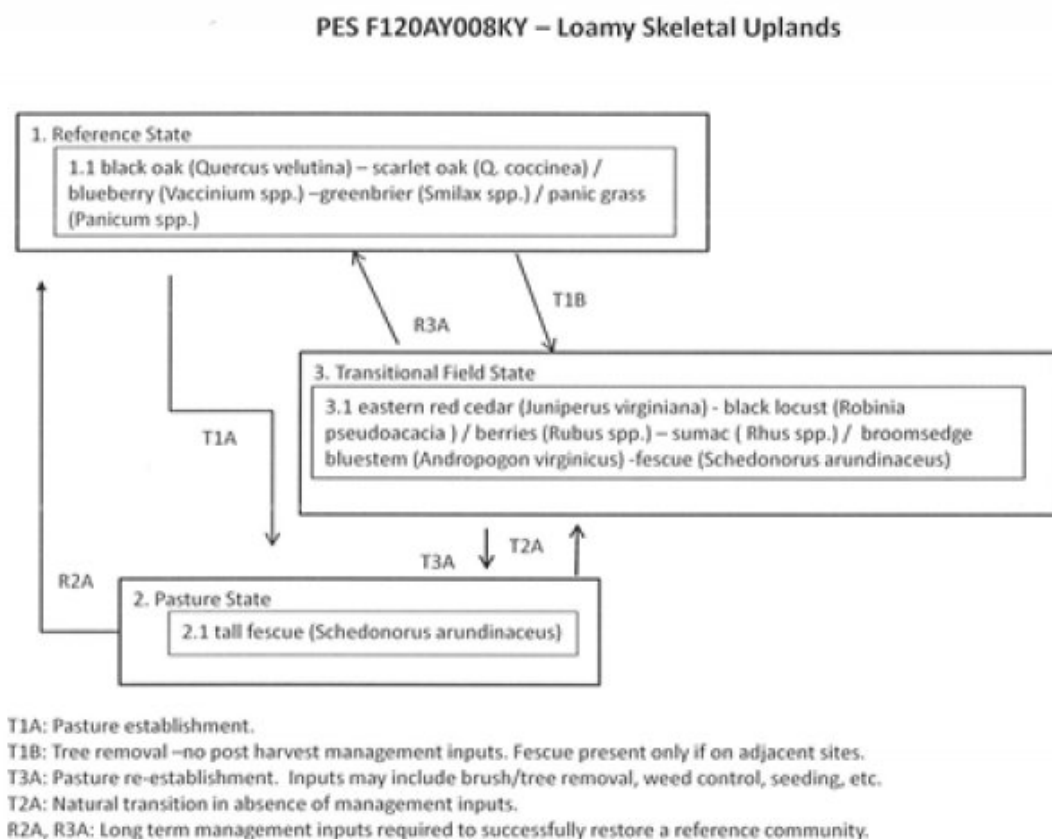 PES F120AY008KY – Loamy Skeletal Uplands
1. Reference State
1.1 black oak (Quercus velutina) – scarlet oak (Q. coccinea) /
blueberry (Vaccinium spp.) –greenbrier (Smilax spp.) / panic grass
(Panicum spp.)
T1B
R3A
3. Transitional Field State
3.1 eastern red cedar (Juniperus virginiana) - black locust (Robinia
pseudoacacia ) / berries (Rubus spp.) – sumac ( Rhus spp.) / broomsedge
bluestem (Andropogon virginicus) -fescue (Schedonorus arundinaceus)
T1A
T3A
T2A
R2A
2. Pasture State
2.1 tall fescue (Schedonorus arundinaceus)
T1A: Pasture establishment.
T1B: Tree removal –no post harvest management inputs. Fescue present only if on adjacent sites.
T3A: Pasture re-establishment. Inputs may include brush/tree removal, weed control, seeding, etc.
T2A: Natural transition in absence of management inputs.
R2A, R3A: Long term management inputs required to successfully restore a reference community.